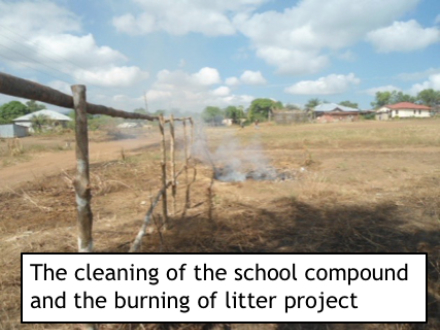 The cleaning of the school compound
and the burning of litter project